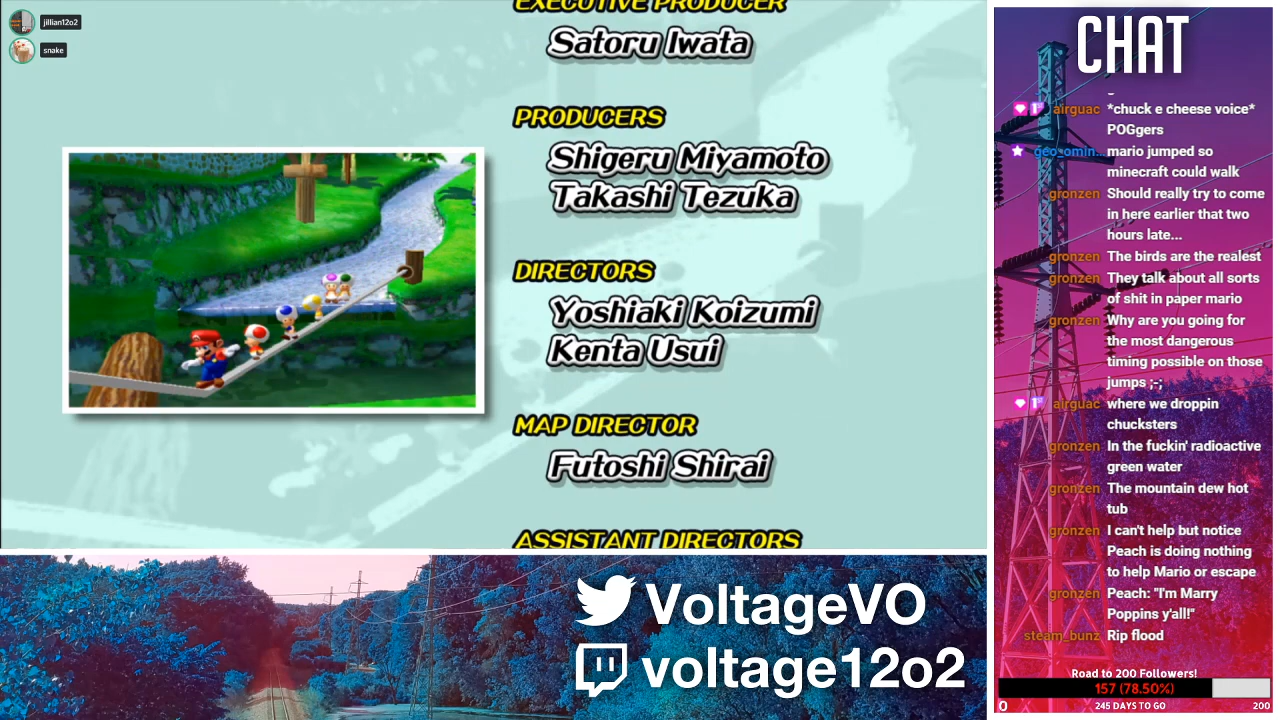 jillian12o2
snake
EXECUTIVE PRODUCER
Satoru Iwata
PRODUCERS
Shigeru Miyamoto
Takashi Tezuka
DIRECTORS
Yoshiaki Koizumi
Kenta Usui
MAP DIRECTOR
Futoshi Shirai
ASSISTANT DIRECTORS
VoltageVO
voltage12o2
CHAT
airguac *chuck e cheese voice*
POGgers
geo_omin... mario jumped so
minecraft could walk
gronzen Should really try to come
in here earlier that two
hours late...
gronzen The birds are the realest
gronzen They talk about all sorts
of shit in paper mario
gronzen Why are you going for
the most dangerous
timing possible on those
jumps ;-;
airguac where we droppin
chucksters
gronzen In the fuckin' radioactive
green water
gronzen The mountain dew hot
tub
gronzen I can't help but notice
Peach is doing nothing
to help Mario or escape
gronzen Peach: "I'm Marry
Poppins y'all!"
steam_bunz Rip flood
Road to 200 Followers!
157 (78.50%)
0 245 DAYS TO GO 200